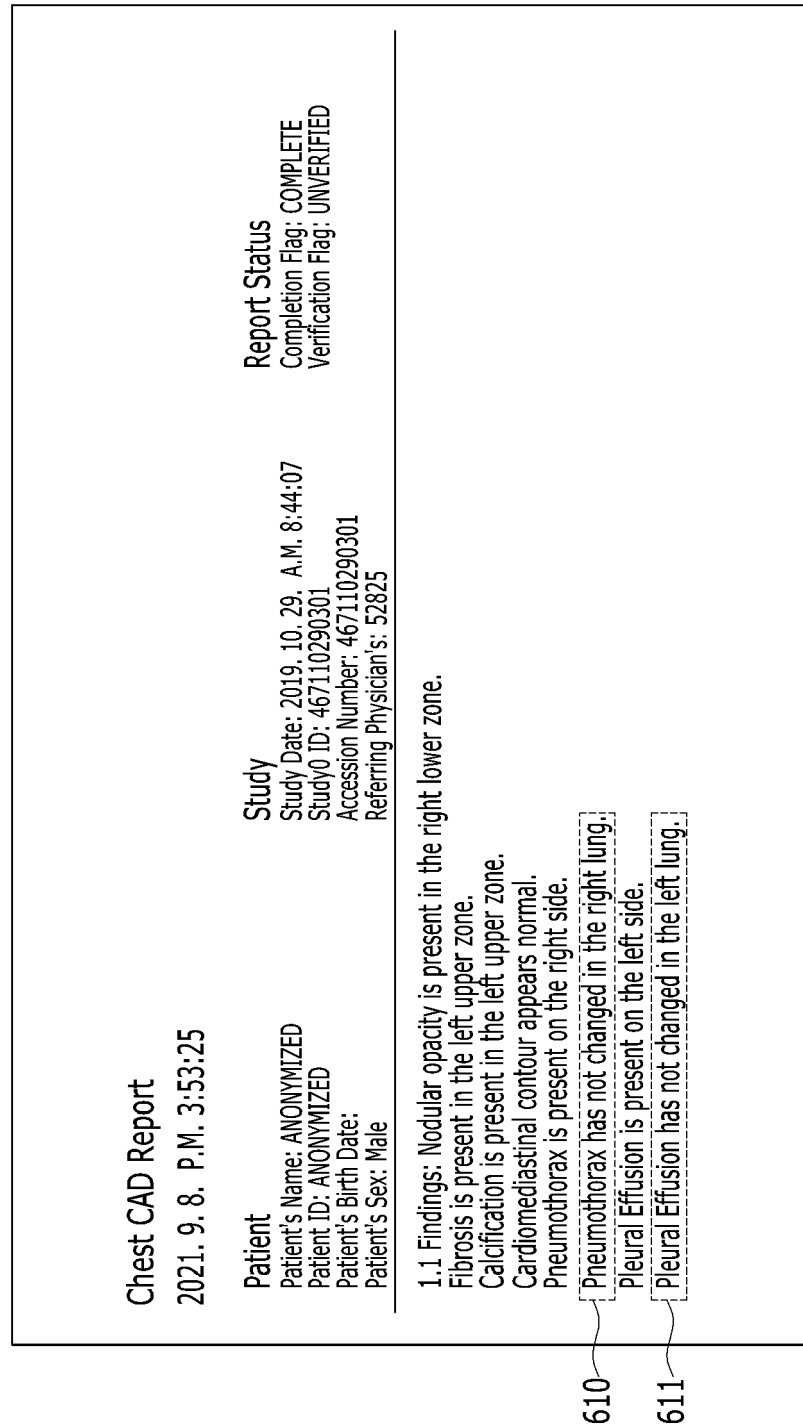 Chest CAD Report
2021. 9. 8. P.M. 3:53:25
Patient
Patient's Name: ANONYMIZED
Patient ID: ANONYMIZED
Patient's Birth Date:
Patient's Sex: Male
Study
Study Date: 2019. 10. 29. A.M. 8:44:07
Study0 ID: 467110290301
Accession Number: 467110290301
Referring Physician's: 52825
Report Status
Completion Flag: COMPLETE
Verification Flag: UNVERIFIED
1.1 Findings: Nodular opacity is present in the right lower zone.
Fibrosis is present in the left upper zone.
Calcification is present in the left upper zone.
Cardiomediastinal contour appears normal.
Pneumothorax is present on the right side.
610 Pneumothorax has not changed in the right lung.
Pleural Effusion is present on the left side.
611 Pleural Effusion has not changed in the left lung.